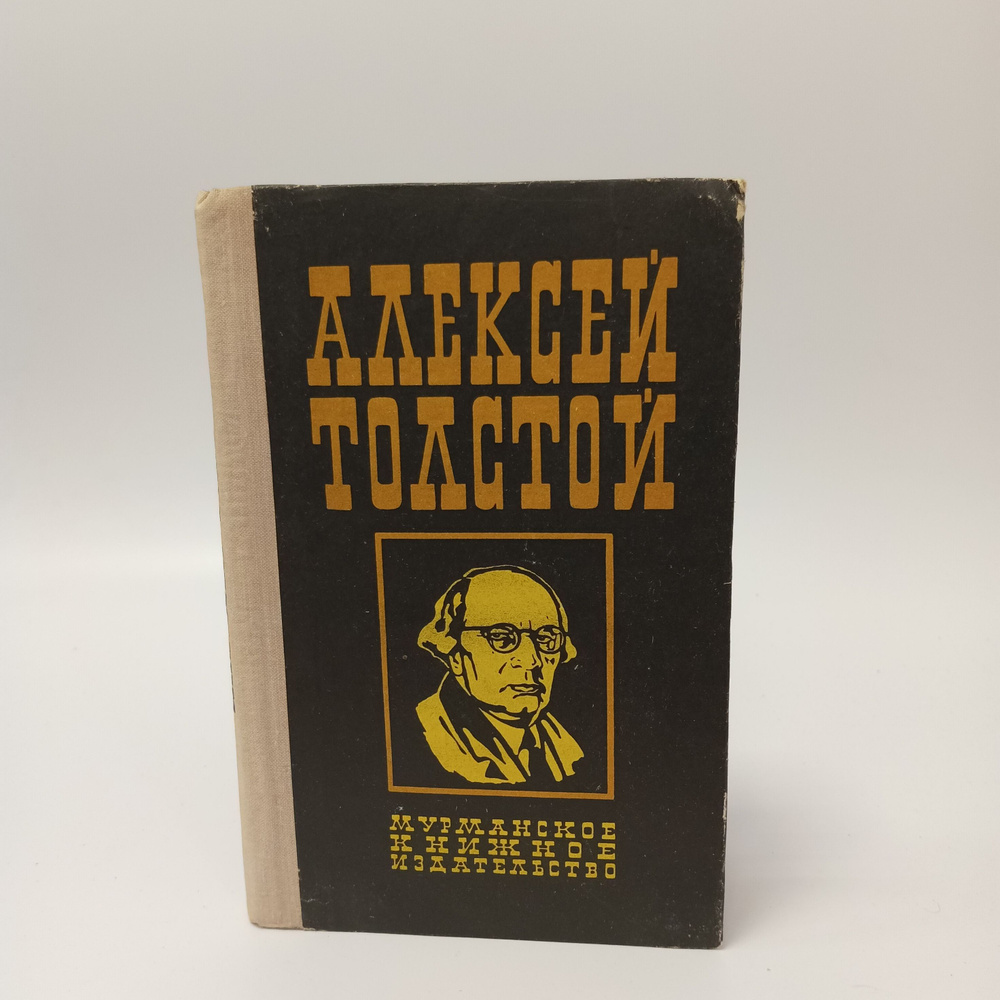 АЛЕКСЕЙ
ТОЛСТОЙ
МУРМАНСКОЕ
КНИЖНОЕ
ИЗДАТЕЛЬСТВО